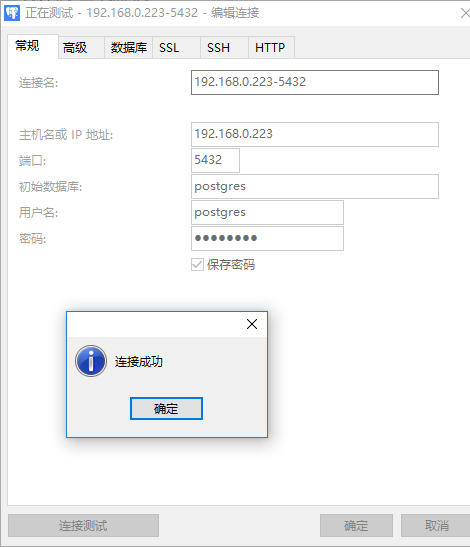 正在测试 - 192.168.0.223-5432 - 编辑连接
常规 高级 数据库 SSL SSH HTTP
连接名: 192.168.0.223-5432
主机名或 IP 地址: 192.168.0.223
端口: 5432
初始数据库: postgres
用户名: postgres
密码: ●●●●●●●●
保存密码
连接成功
确定
连接测试 确定 取消